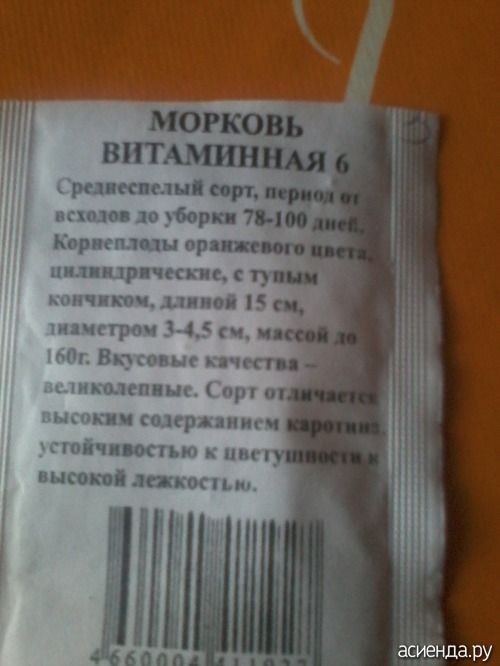 МОРКОВЬ
ВИТАМИННАЯ 6
Среднеспелый сорт, период от
всходов до уборки 78-100 дней.
Корнеплоды оранжевого цвета,
цилиндрические, с тупым
кончиком, длиной 15 см,
диаметром 3-4,5 см, массой до
160г. Вкусовые качества –
великолепные. Сорт отличается
высоким содержанием каротина,
устойчивостью к цветушности и
высокой лежкостью.
асиенда.ру